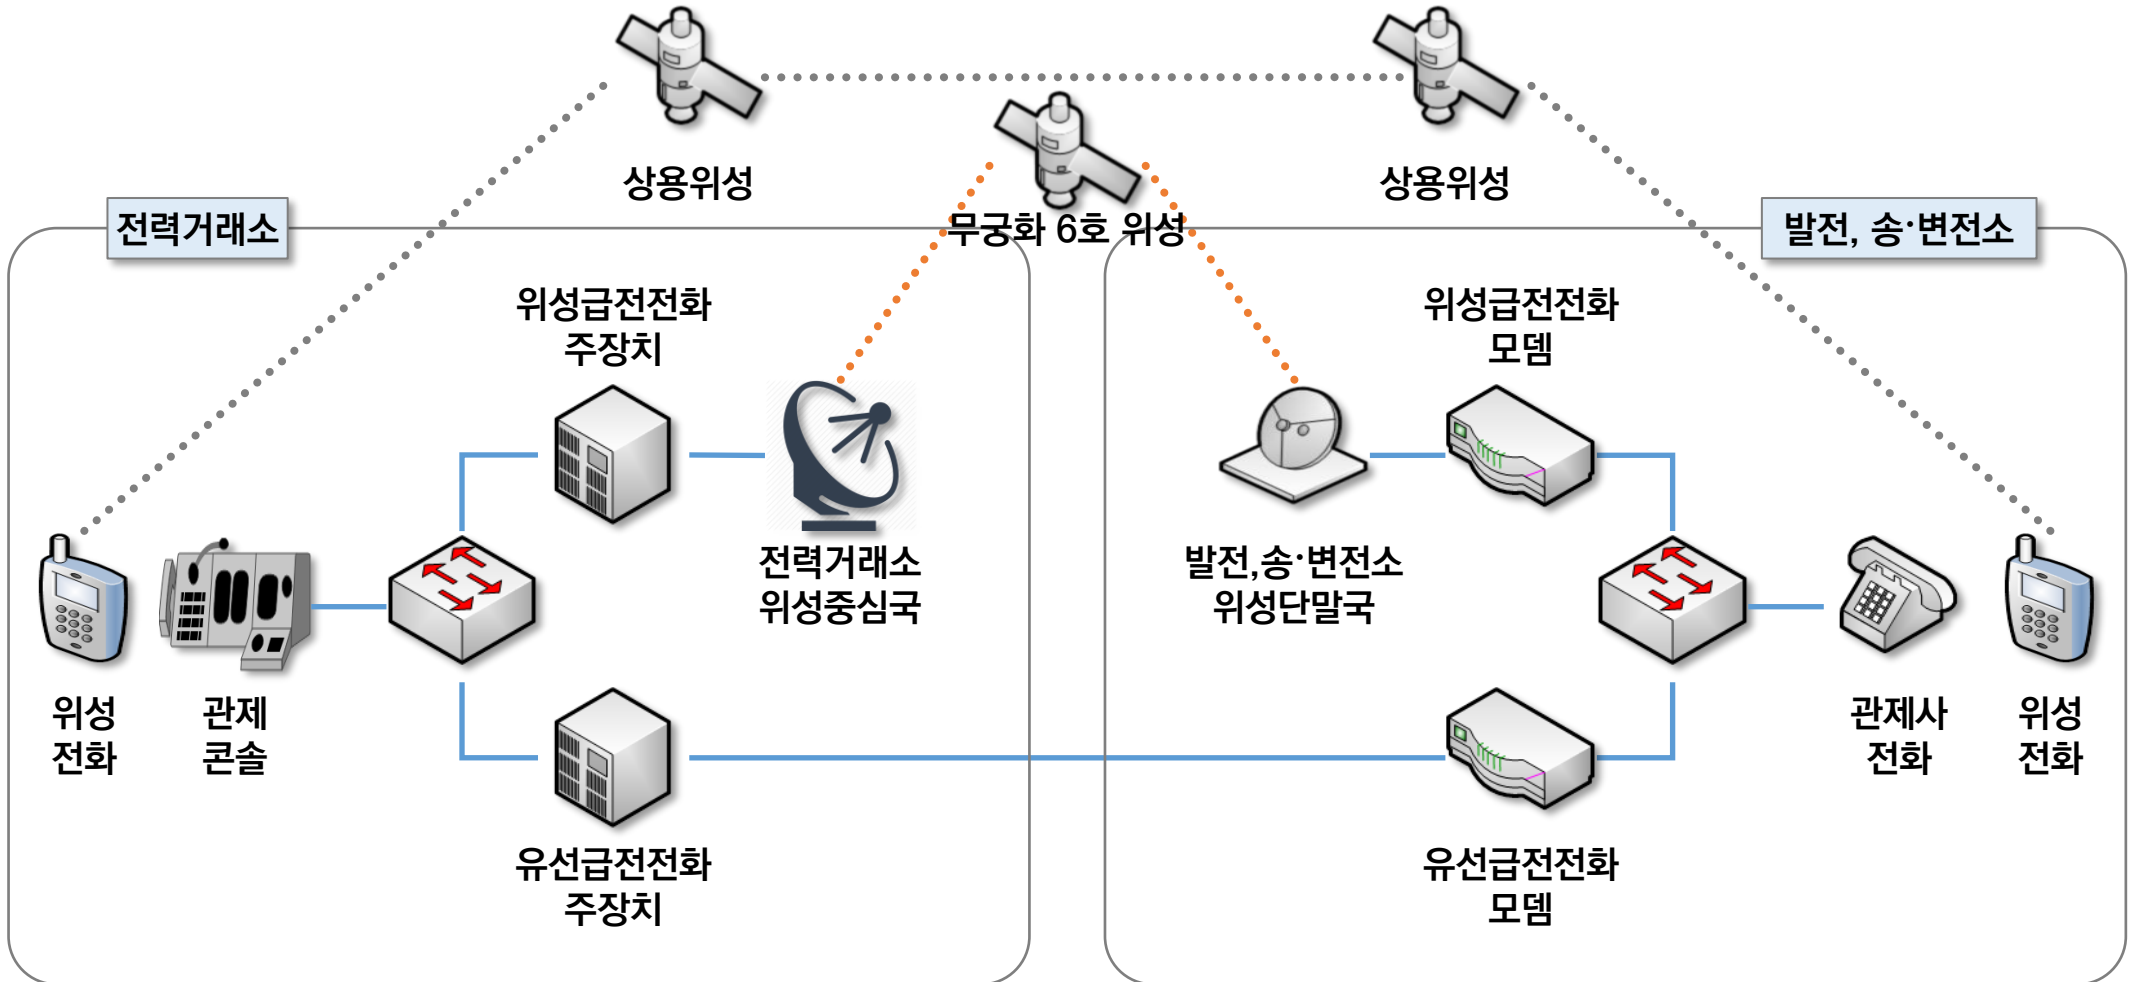 상용위성
상용위성
무궁화 6호 위성
전력거래소
발전, 송·변전소
위성급전전화
주장치
위성급전전화
모뎀
전력거래소
위성중심국
발전,송·변전소
위성단말국
위성
전화
관제
콘솔
관제사
전화
위성
전화
유선급전전화
주장치
유선급전전화
모뎀